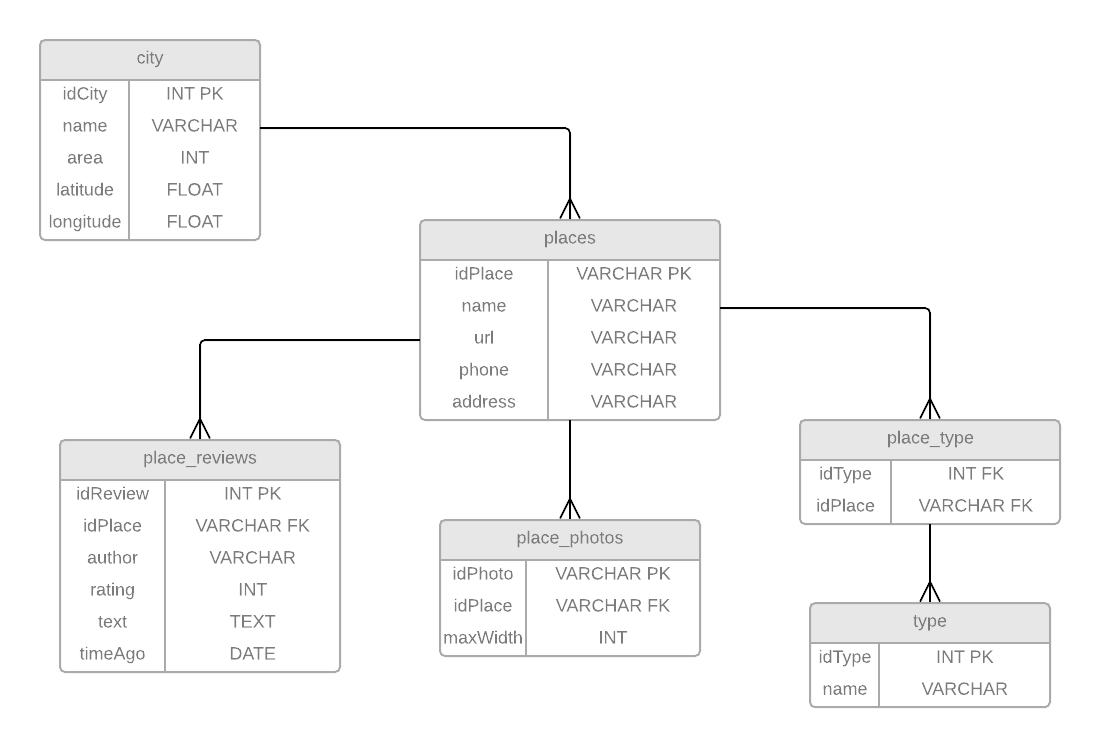 city
idCity INT PK
name VARCHAR
area INT
latitude FLOAT
longitude FLOAT
places
idPlace VARCHAR PK
name VARCHAR
url VARCHAR
phone VARCHAR
address VARCHAR
place_reviews
idReview INT PK
idPlace VARCHAR FK
author VARCHAR
rating INT
text TEXT
timeAgo DATE
place_photos
idPhoto VARCHAR PK
idPlace VARCHAR FK
maxWidth INT
place_type
idType INT FK
idPlace VARCHAR FK
type
idType INT PK
name VARCHAR